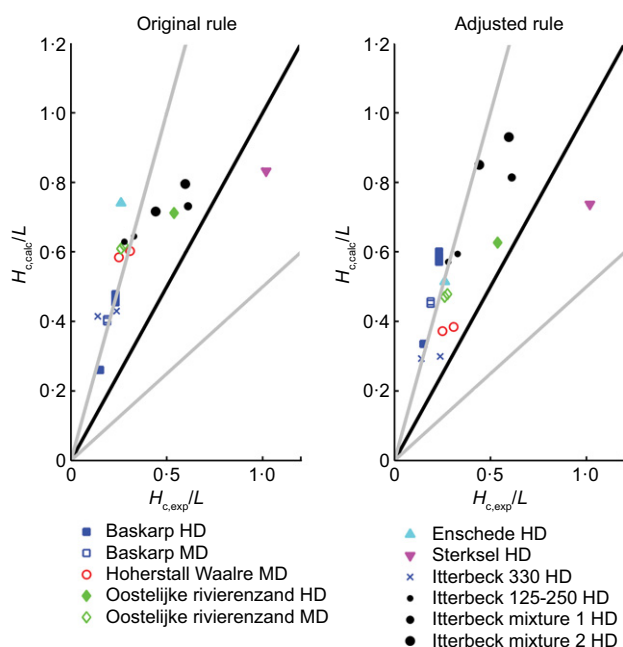 Original rule
Adjusted rule
1·2
1·0
0·8
0·6
0·4
0·2
0
Hc,calc/L
0
0·5
1·0
Hc,exp/L
1·2
1·0
0·8
0·6
0·4
0·2
0
Hc,calc/L
0
0·5
1·0
Hc,exp/L
Baskarp HD
Baskarp MD
Hoherstall Waalre MD
Oostelijke rivierenzand HD
Oostelijke rivierenzand MD
Enschede HD
Sterksel HD
Itterbeck 330 HD
Itterbeck 125-250 HD
Itterbeck mixture 1 HD
Itterbeck mixture 2 HD